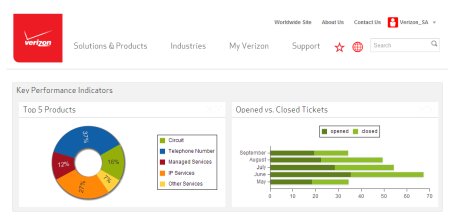 Worldwide Site About Us Contact Us Verizon_SA
verizon
Solutions & Products Industries My Verizon Support Search
Key Performance Indicators
Top 5 Products
37%
16%
7%
27%
12%
Circuit
Telephone Number
Managed Services
IP Services
Other Services
Opened vs. Closed Tickets
opened closed
September
August
July
June
May
0 10 20 30 40 50 60 70